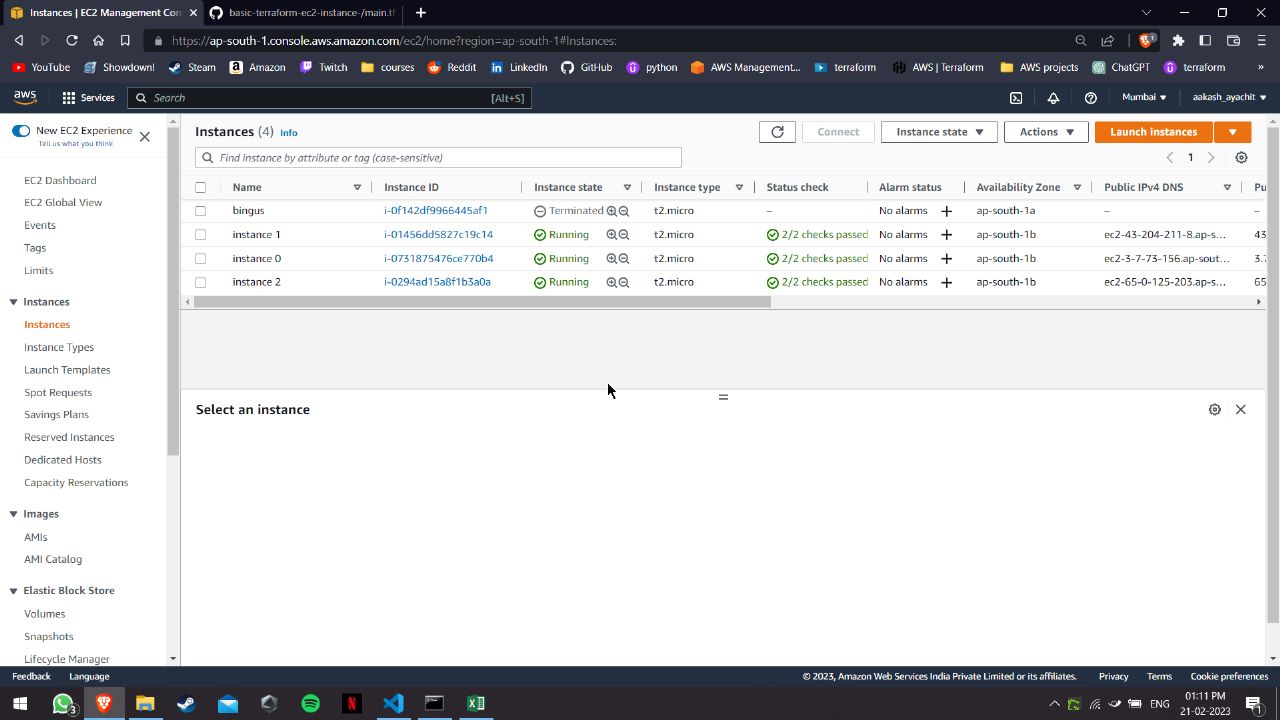 Instances | EC2 Management Con
basic-terraform-ec2-instance-/main.tf
https://ap-south-1.console.aws.amazon.com/ec2/home?region=ap-south-1#Instances:
1
YouTube Showdown! Steam Amazon Twitch courses Reddit LinkedIn GitHub python AWS Management... terraform AWS | Terraform AWS projects ChatGPT terraform »
aws Services Search [Alt+S] Mumbai aakash_ayachit
New EC2 Experience
Tell us what you think
EC2 Dashboard
EC2 Global View
Events
Tags
Limits
Instances
Instances
Instance Types
Launch Templates
Spot Requests
Savings Plans
Reserved Instances
Dedicated Hosts
Capacity Reservations
Images
AMIs
AMI Catalog
Elastic Block Store
Volumes
Snapshots
Lifecycle Manager
Instances (4) Info
Connect Instance state Actions Launch instances
Find instance by attribute or tag (case-sensitive)
1
Name Instance ID Instance state Instance type Status check Alarm status Availability Zone Public IPv4 DNS Pu
bingus i-0f142df9966445af1 Terminated t2.micro – No alarms + ap-south-1a – –
instance 1 i-01456dd5827c19c14 Running t2.micro 2/2 checks passed No alarms + ap-south-1b ec2-43-204-211-8.ap-s... 43
instance 0 i-0731875476ce770b4 Running t2.micro 2/2 checks passed No alarms + ap-south-1b ec2-3-7-73-156.ap-sout... 3.7
instance 2 i-0294ad15a8f1b3a0a Running t2.micro 2/2 checks passed No alarms + ap-south-1b ec2-65-0-125-203.ap-s... 65
Select an instance
Feedback Language © 2023, Amazon Web Services India Private Limited or its affiliates. Privacy Terms Cookie preferences
3
ENG
01:11 PM
21-02-2023
1